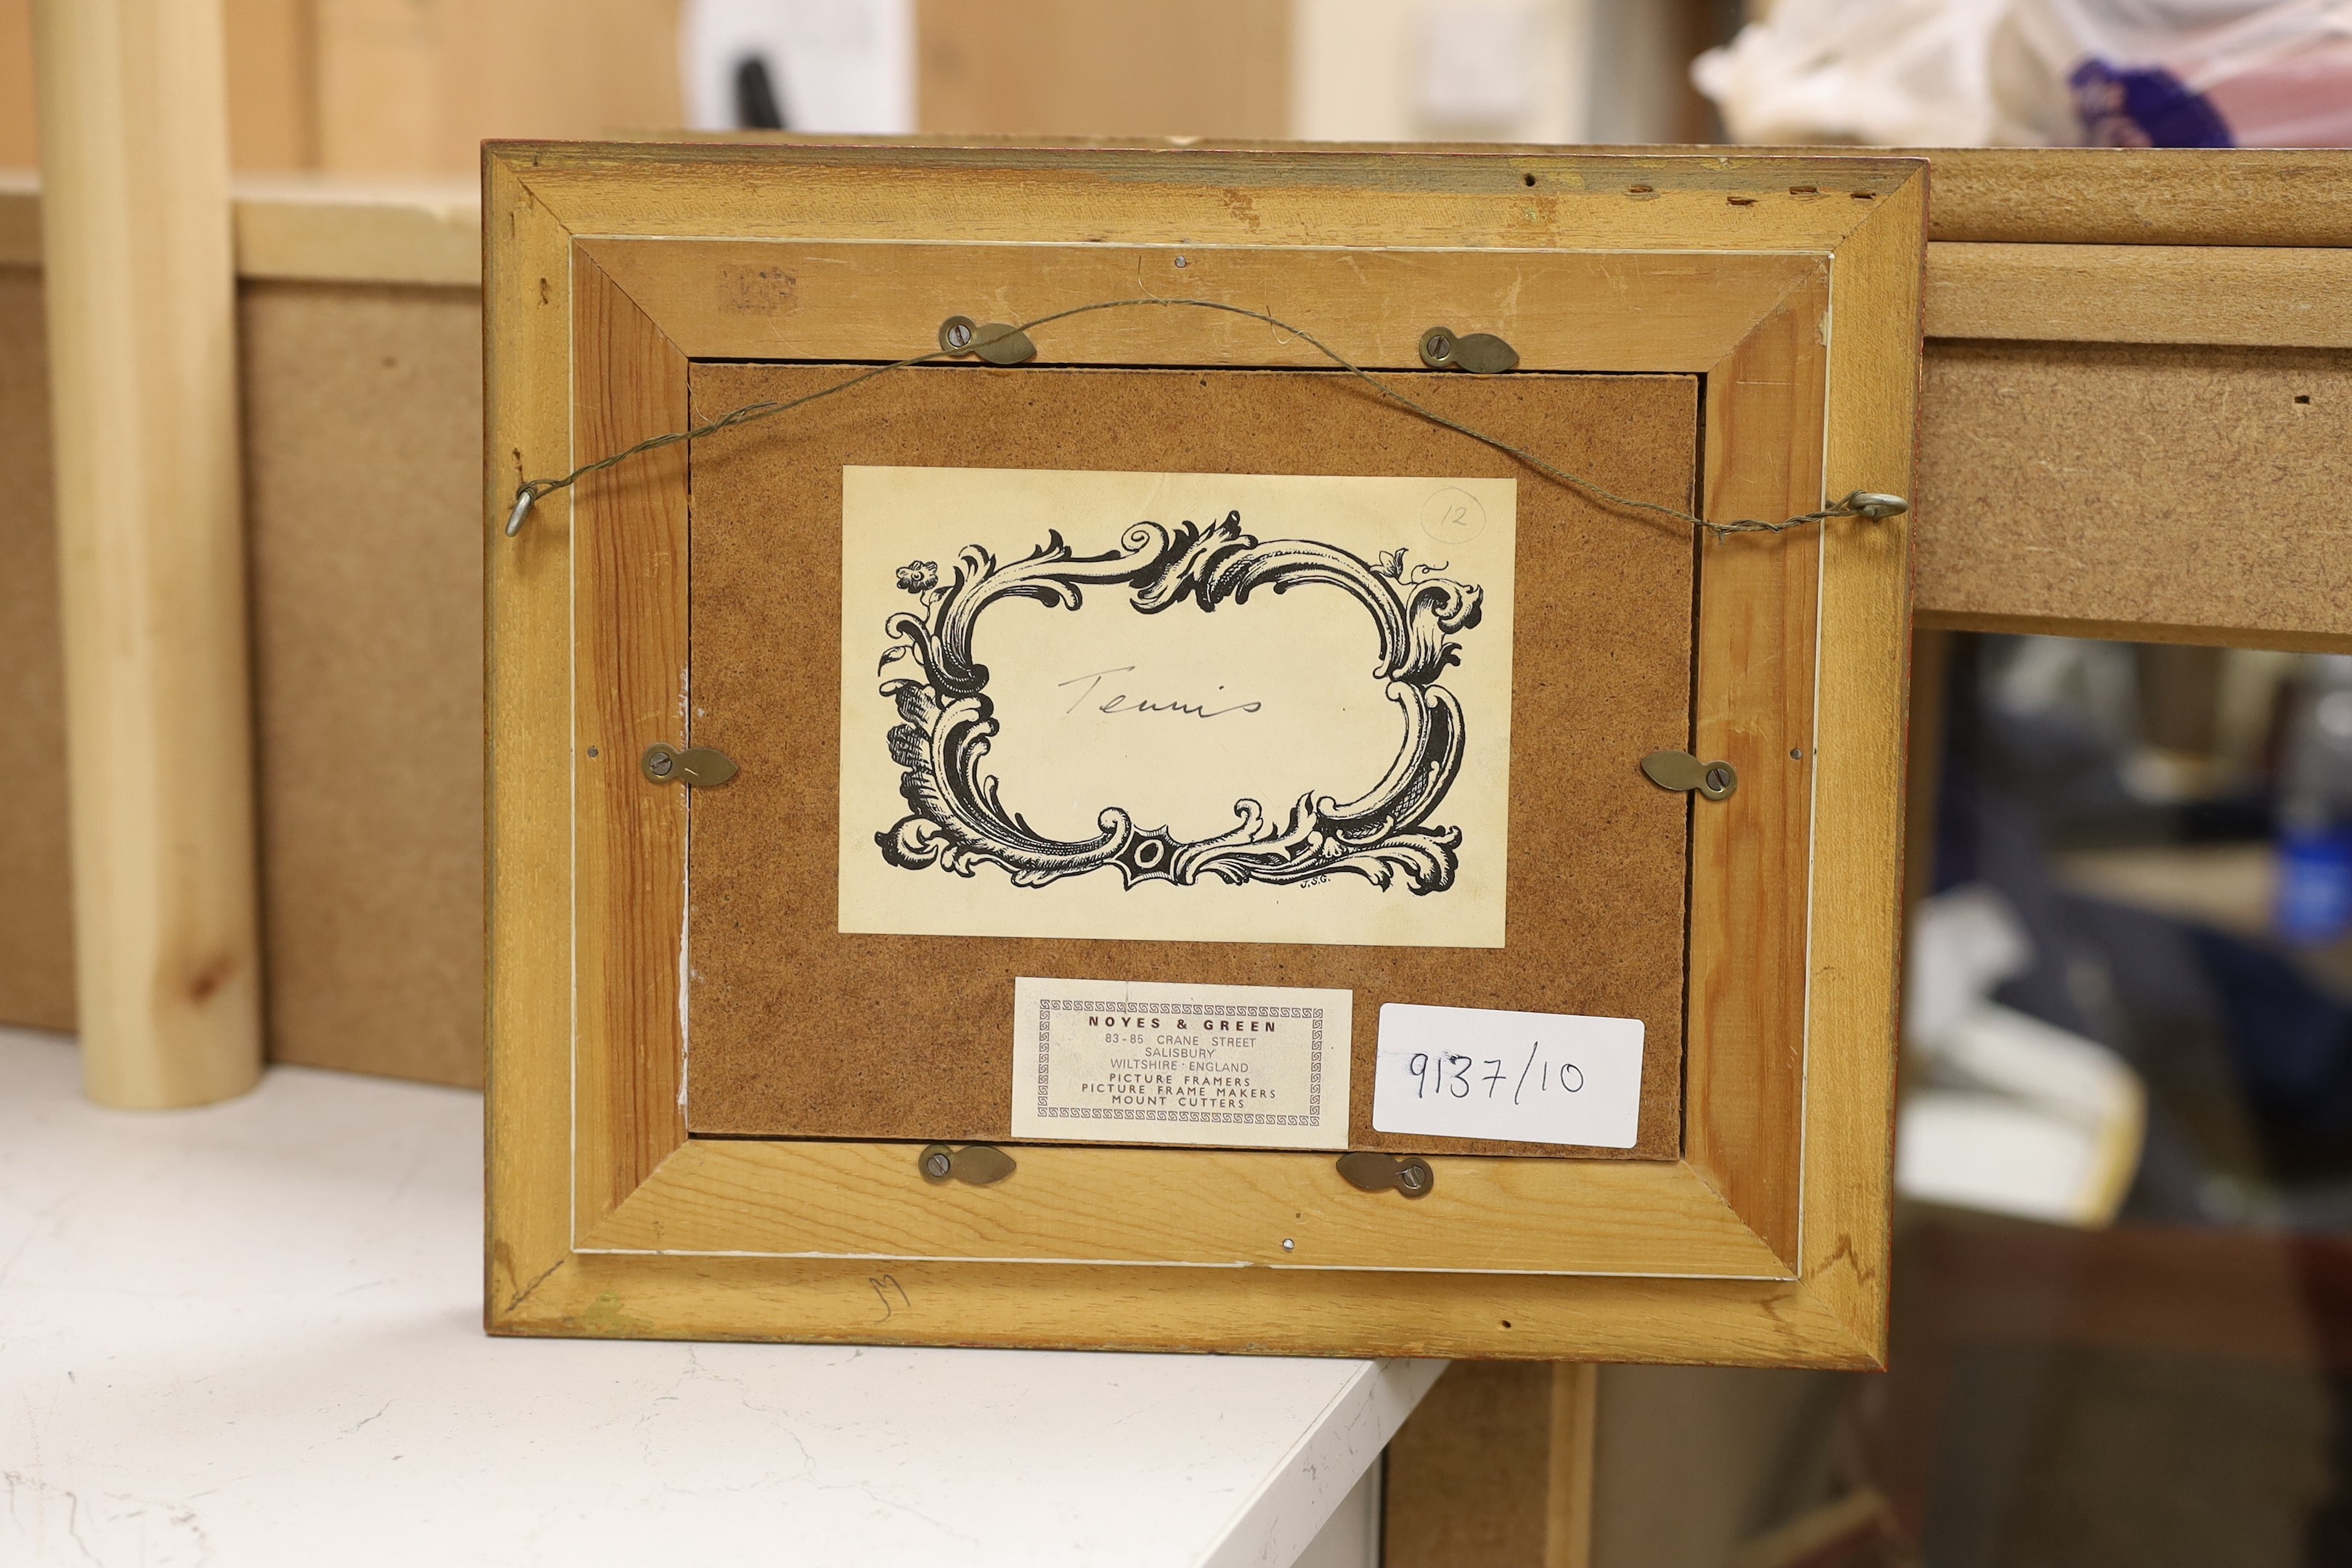 12
Tennis
J.S.G.
NOYES & GREEN
83-85 CRANE STREET
SALISBURY
WILTSHIRE · ENGLAND
PICTURE FRAMERS
PICTURE FRAME MAKERS
MOUNT CUTTERS
9137/10
M